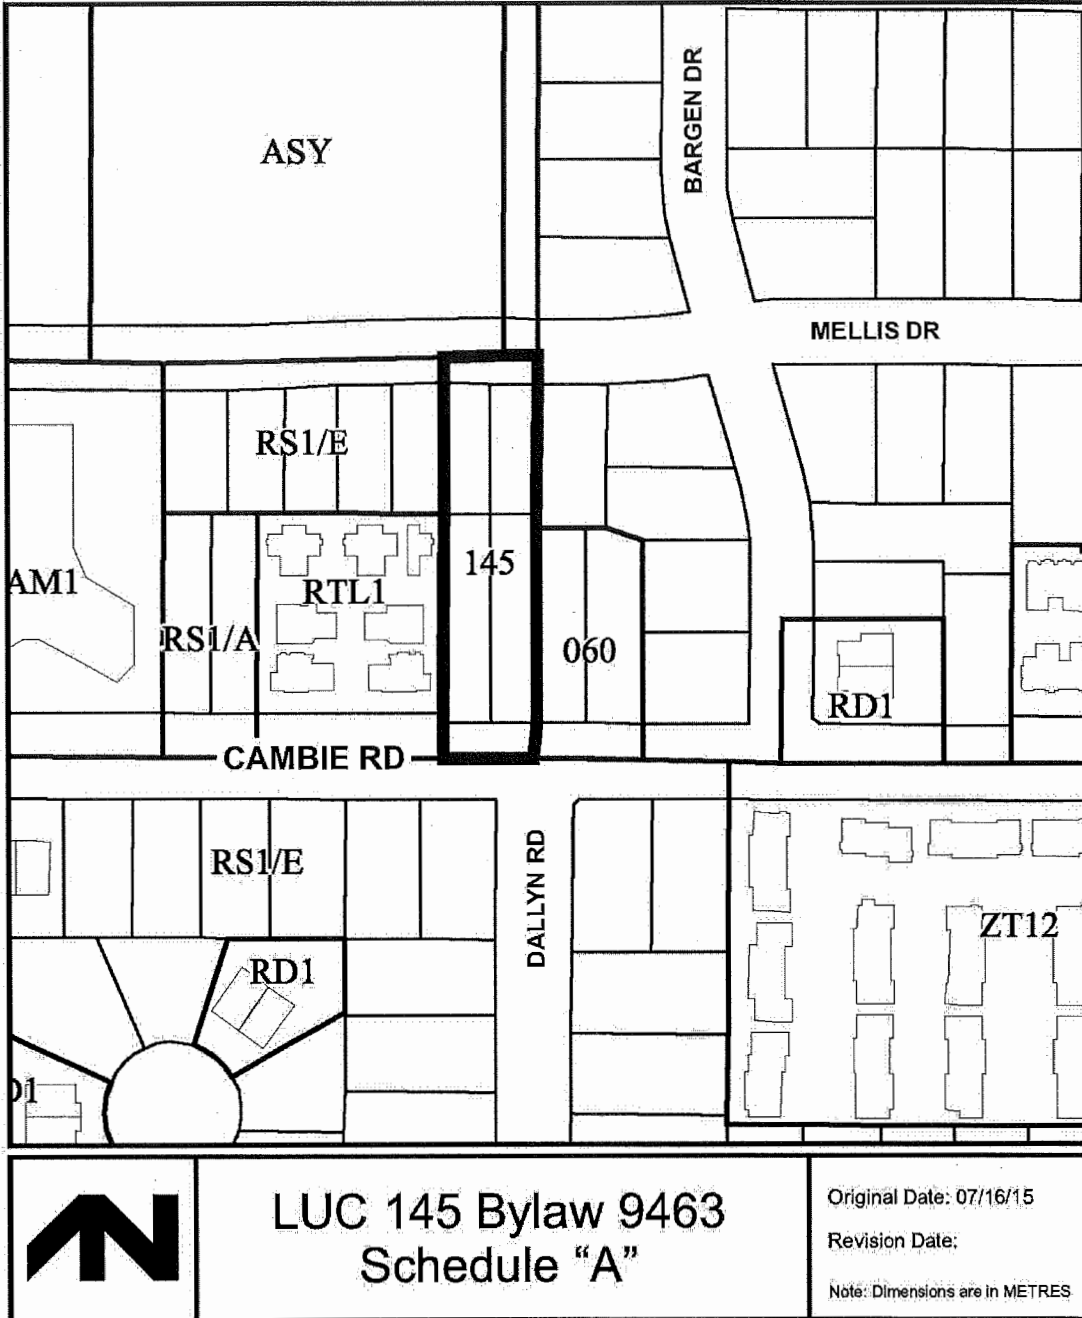 ASY
BARGEN DR
MELLIS DR
RS1/E
145
AM1
RTL1
RS1/A
060
RD1
CAMBIE RD
RS1/E
DALLYN RD
ZT12
RD1
D1
LUC 145 Bylaw 9463
Schedule “A”
Original Date: 07/16/15
Revision Date:
Note: Dimensions are in METRES